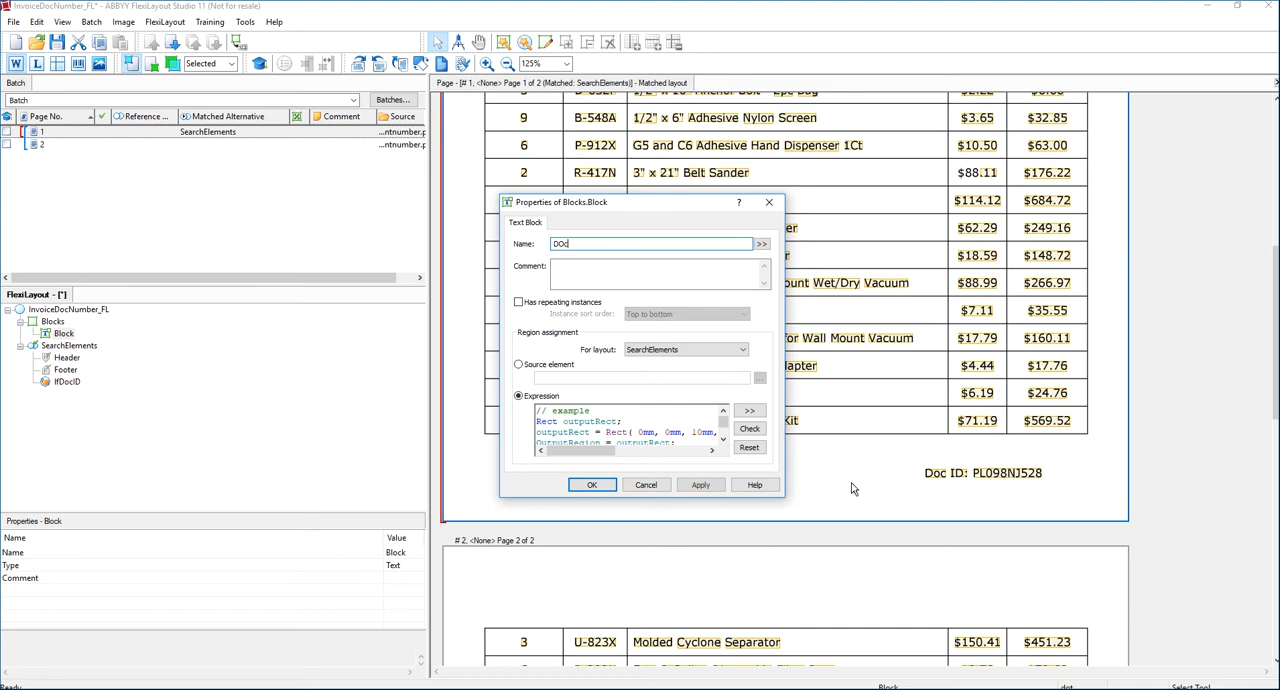 InvoiceDocNumber_FL* - ABBYY FlexiLayout Studio 11 (Not for resale)
File Edit View Batch Image FlexiLayout Training Tools Help
Selected 125%
Batch
Page - [# 1, <None> Page 1 of 2 (Matched: SearchElements)] - Matched layout
Batch Batches...
Page No. Reference ... Matched Alternative Comment Source
1 SearchElements ...ntnumber.p
2 ...ntnumber.p
FlexiLayout - [*]
InvoiceDocNumber_FL
Blocks
Block
SearchElements
Header
Footer
IfDocID
Properties - Block
Name Value
Name Block
Type Text
Comment
9 B-548A 1/2" x 6" Adhesive Nylon Screen $3.65 $32.85
6 P-912X G5 and C6 Adhesive Hand Dispenser 1Ct $10.50 $63.00
2 R-417N 3" x 21" Belt Sander $88.11 $176.22
$114.12 $684.72
er $62.29 $249.16
r $18.59 $148.72
ount Wet/Dry Vacuum $88.99 $266.97
$7.11 $35.55
for Wall Mount Vacuum $17.79 $160.11
dapter $4.44 $17.76
$6.19 $24.76
Kit $71.19 $569.52
Doc ID: PL098NJ528
Properties of Blocks.Block ?
Text Block
Name: DOc >>
Comment:
Has repeating instances
Instance sort order: Top to bottom
Region assignment
For layout: SearchElements
Source element
...
Expression
// example
Rect outputRect;
outputRect = Rect( 0mm, 0mm, 10mm,
OutputRegion = outputRect;
>>
Check
Reset
OK Cancel Apply Help
# 2, <None> Page 2 of 2
3 U-823X Molded Cyclone Separator $150.41 $451.23
Ready Block dot Select Tool